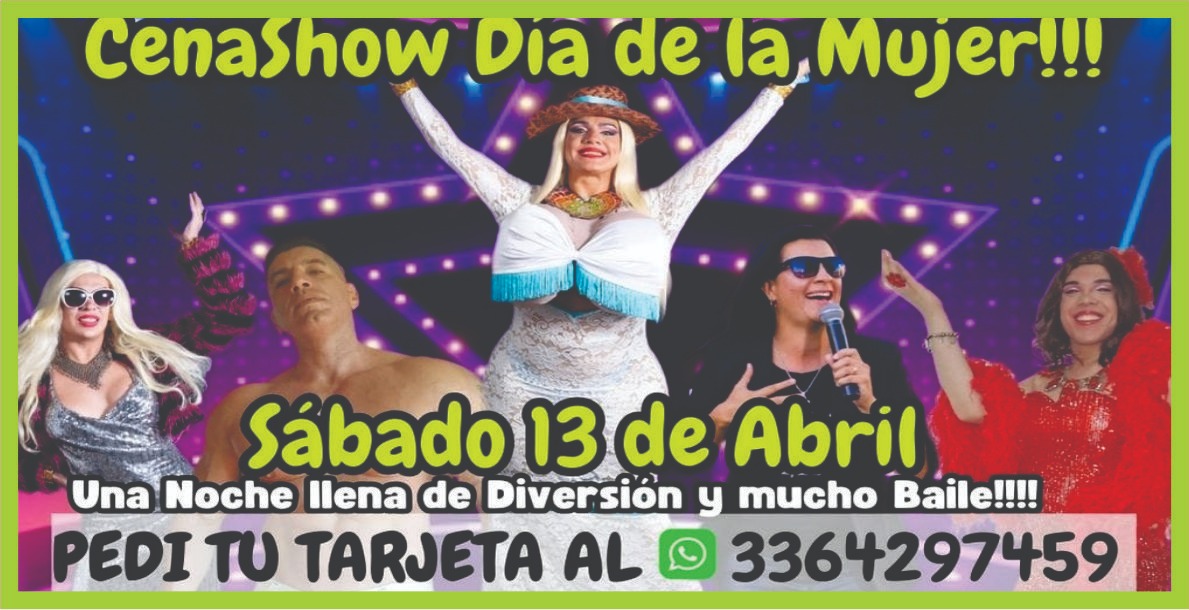 CenaShow Día de la Mujer!!!
Sábado 13 de Abril
Una Noche llena de Diversión y mucho Baile!!!!
PEDI TU TARJETA AL 3364297459